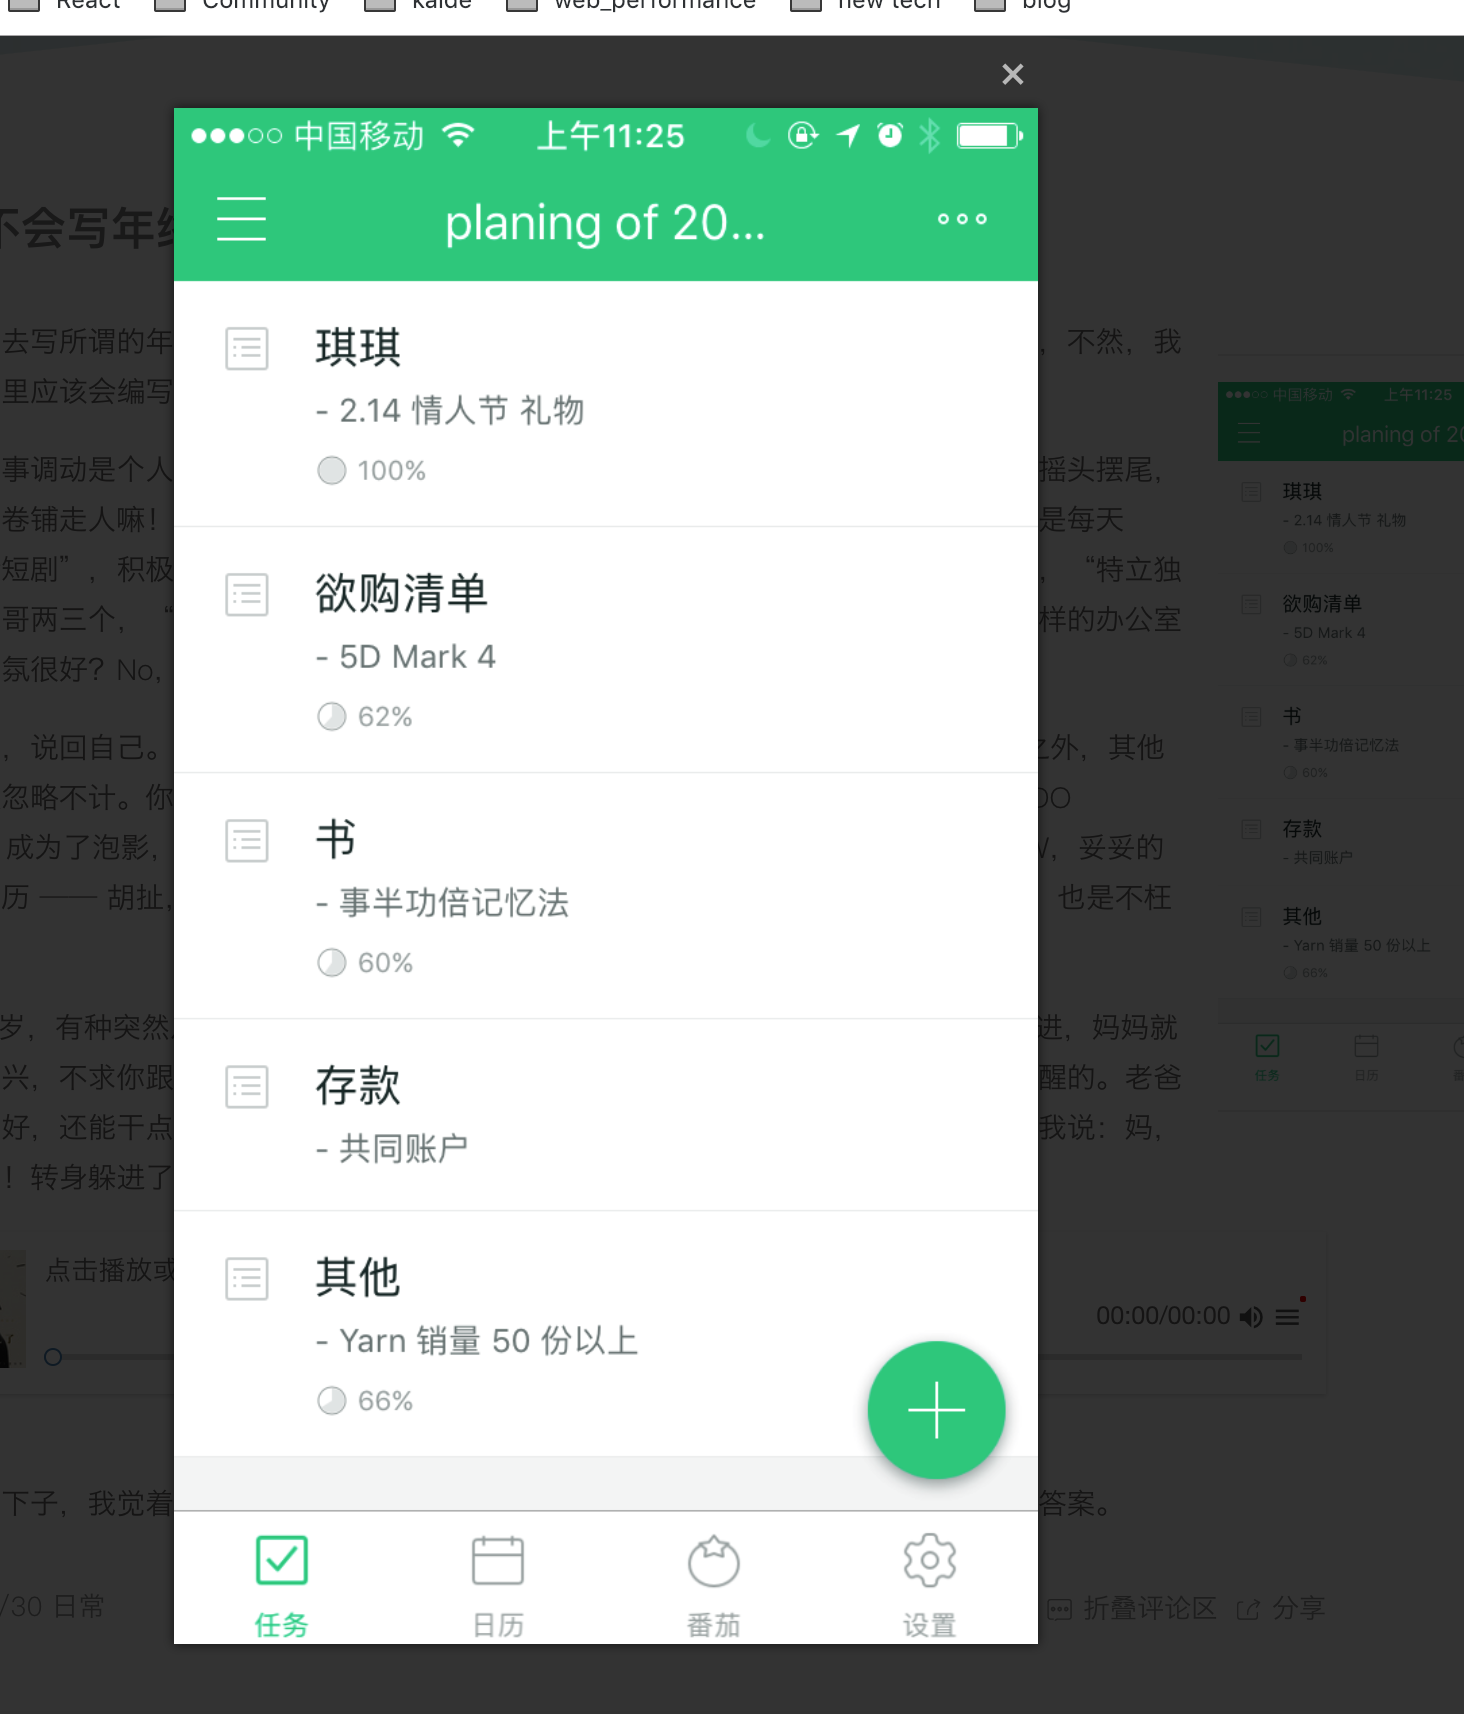 React Community kaide web_performance new tech blog
×
中国移动 上午11:25
planing of 20...
琪琪
- 2.14 情人节 礼物
100%
欲购清单
- 5D Mark 4
62%
书
- 事半功倍记忆法
60%
存款
- 共同账户
其他
- Yarn 销量 50 份以上
66%
任务 日历 番茄 设置
不会写年
去写所谓的年
，不然，我
里应该会编写
事调动是个人
摇头摆尾，
卷铺走人嘛！
是每天
短剧”，积极
，“特立独
哥两三个，“
样的办公室
氛很好？No,
，说回自己。
之外，其他
忽略不计。你
成为了泡影，
，妥妥的
历 —— 胡扯，
也是不枉
岁，有种突然
进，妈妈就
兴，不求你跟
醒的。老爸
好，还能干点
我说：妈，
！转身躲进了
点击播放或
00:00/00:00
下子，我觉着
答案。
/30 日常
折叠评论区 分享
中国移动 上午11:25
planing of 20
琪琪
- 2.14 情人节 礼物
100%
欲购清单
- 5D Mark 4
62%
书
- 事半功倍记忆法
60%
存款
- 共同账户
其他
- Yarn 销量 50 份以上
66%
任务 日历